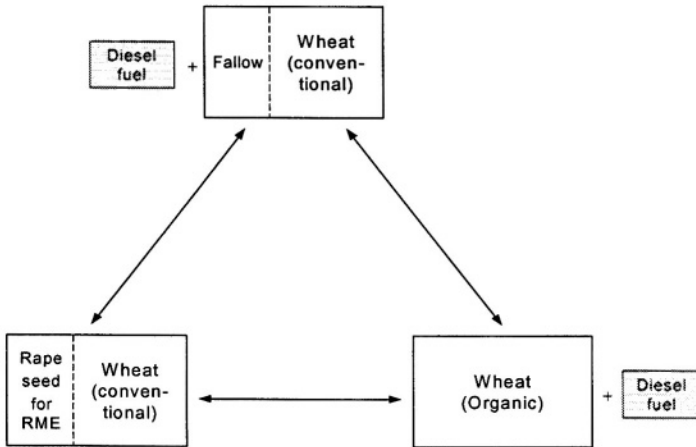 Diesel
fuel
+
Fallow
Wheat
(conven-
tional)
Rape
seed
for
RME
Wheat
(conven-
tional)
Wheat
(Organic)
+
Diesel
fuel